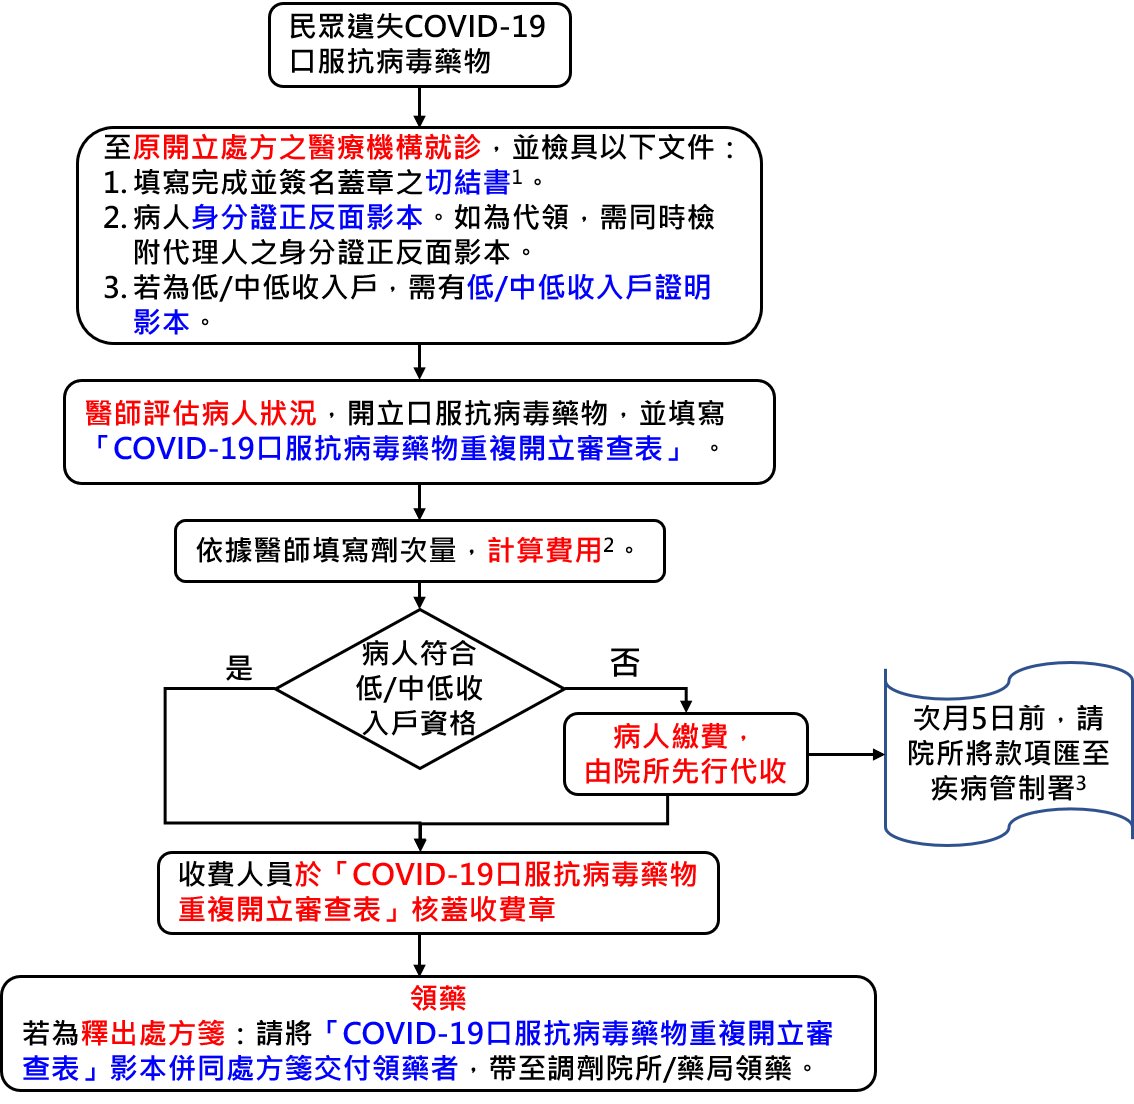 民眾遺失COVID-19
口服抗病毒藥物
至原開立處方之醫療機構就診，並檢具以下文件：
1. 填寫完成並簽名蓋章之切結書1。
2. 病人身分證正反面影本。如為代領，需同時檢
附代理人之身分證正反面影本。
3. 若為低/中低收入戶，需有低/中低收入戶證明
影本。
醫師評估病人狀況，開立口服抗病毒藥物，並填寫
「COVID-19口服抗病毒藥物重複開立審查表」。
依據醫師填寫劑次量，計算費用2。
病人符合
低/中低收
入戶資格
是
否
病人繳費，
由院所先行代收
次月5日前，請
院所將款項匯至
疾病管制署3
收費人員於「COVID-19口服抗病毒藥物
重複開立審查表」核蓋收費章
領藥
若為釋出處方箋：請將「COVID-19口服抗病毒藥物重複開立審
查表」影本併同處方箋交付領藥者，帶至調劑院所/藥局領藥。